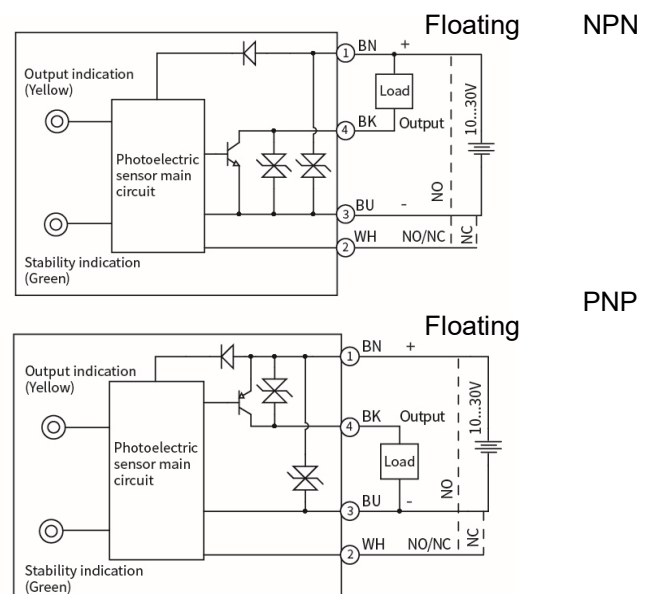 Floating NPN
1 BN +
Output indication
(Yellow)
Load
10...30V
4 BK Output
Photoelectric
sensor main
circuit
NO
3 BU -
2 WH NO/NC NC
Stability indication
(Green)
PNP
Floating
1 BN +
Output indication
(Yellow)
10...30V
4 BK Output
Photoelectric
sensor main
circuit
Load
NO
3 BU -
2 WH NO/NC NC
Stability indication
(Green)